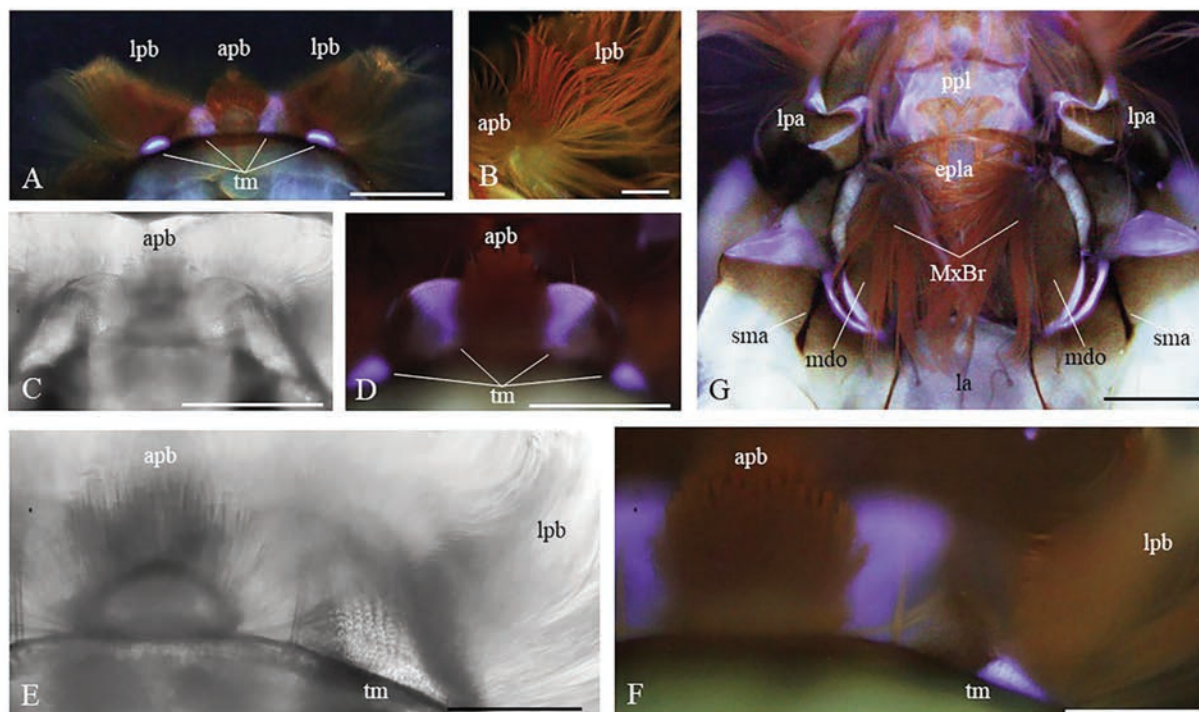 lpb apb lpb
tm
A
lpb
apb
B
apb
C
apb
tm
D
ppl
lpa lpa
epla
MxBr
sma mdo mdo sma
la
G
apb
lpb
tm
E
apb
lpb
tm
F